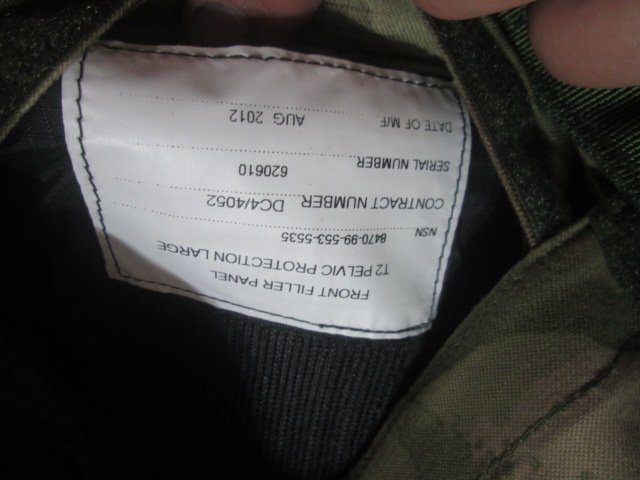 FRONT FILLER PANEL
T2 PELVIC PROTECTION LARGE
NSN 8470-99-553-5535
CONTRACT NUMBER DC4/4052
SERIAL NUMBER 620610
DATE OF M/F AUG 2012